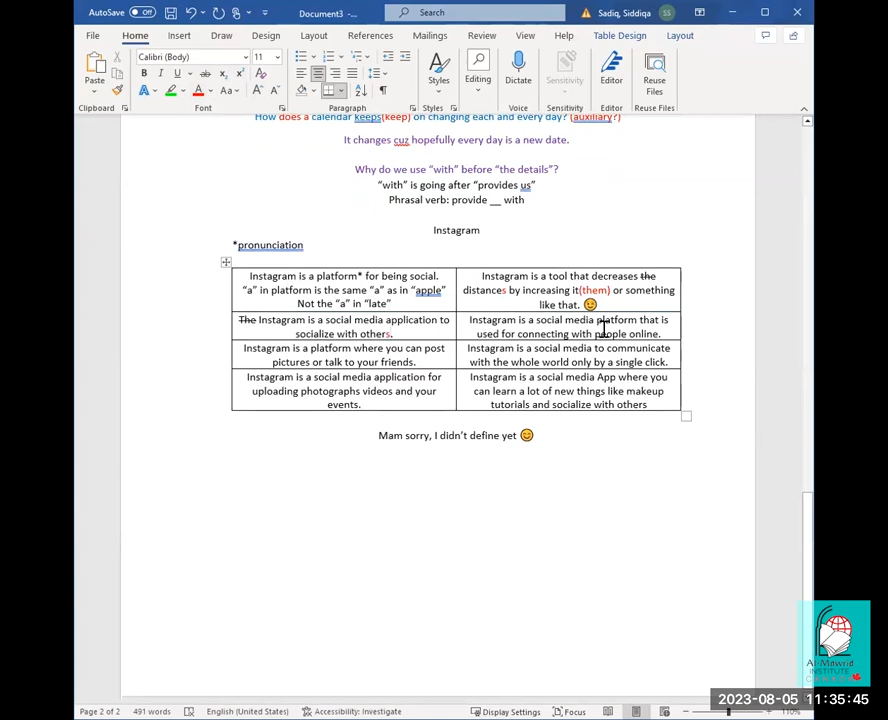 AutoSave Off Document3 -... Search Sadiq, Siddiqa SS
File Home Insert Draw Design Layout References Mailings Review View Help Table Design Layout
Calibri (Body) 11
Paste Styles Editing Dictate Sensitivity Editor Reuse Files
Clipboard Font Paragraph Styles Voice Sensitivity Editor Reuse Files
How does a calendar keeps(keep) on changing each and every day? (auxiliary?)
It changes cuz hopefully every day is a new date.
Why do we use “with” before “the details”?
“with” is going after “provides us”
Phrasal verb: provide __ with
Instagram
*pronunciation
Instagram is a platform* for being social.
“a” in platform is the same “a” as in “apple”
Not the “a” in “late”
Instagram is a tool that decreases the
distances by increasing it(them) or something
like that. 😉
The Instagram is a social media application to
socialize with others.
Instagram is a social media platform that is
used for connecting with people online.
Instagram is a platform where you can post
pictures or talk to your friends.
Instagram is a social media to communicate
with the whole world only by a single click.
Instagram is a social media application for
uploading photographs videos and your
events.
Instagram is a social media App where you
can learn a lot of new things like makeup
tutorials and socialize with others
Mam sorry, I didn’t define yet 😊
Al-Mawrid
INSTITUTE
CANADA
Page 2 of 2 491 words English (United States) Accessibility: Investigate Display Settings Focus 110%
2023-08-05 11:35:45